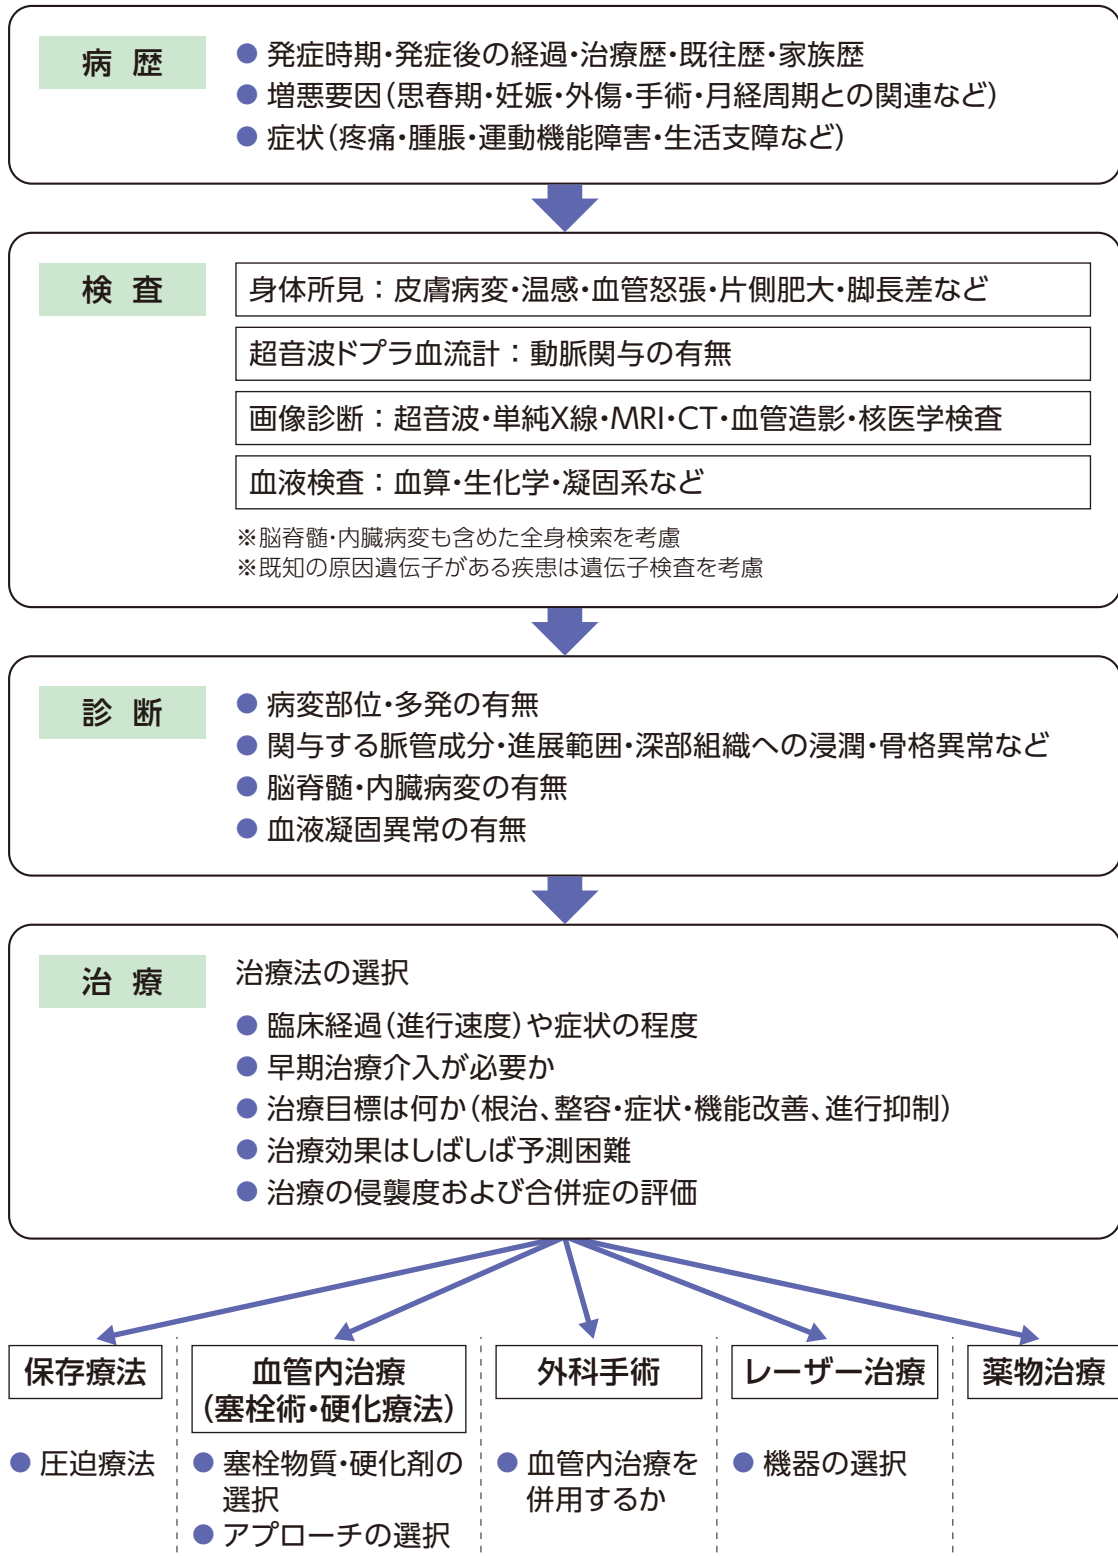 病歴
● 発症時期・発症後の経過・治療歴・既往歴・家族歴
● 増悪要因(思春期・妊娠・外傷・手術・月経周期との関連など)
● 症状(疼痛・腫脹・運動機能障害・生活支障など)
検査
身体所見：皮膚病変・温感・血管怒張・片側肥大・脚長差など
超音波ドプラ血流計：動脈関与の有無
画像診断：超音波・単純X線・MRI・CT・血管造影・核医学検査
血液検査：血算・生化学・凝固系など
※脳脊髄・内臓病変も含めた全身検索を考慮
※既知の原因遺伝子がある疾患は遺伝子検査を考慮
診断
● 病変部位・多発の有無
● 関与する脈管成分・進展範囲・深部組織への浸潤・骨格異常など
● 脳脊髄・内臓病変の有無
● 血液凝固異常の有無
治療
治療法の選択
● 臨床経過(進行速度)や症状の程度
● 早期治療介入が必要か
● 治療目標は何か(根治、整容・症状・機能改善、進行抑制)
● 治療効果はしばしば予測困難
● 治療の侵襲度および合併症の評価
保存療法
● 圧迫療法
血管内治療
(塞栓術・硬化療法)
● 塞栓物質・硬化剤の
選択
● アプローチの選択
外科手術
● 血管内治療を
併用するか
レーザー治療
● 機器の選択
薬物治療